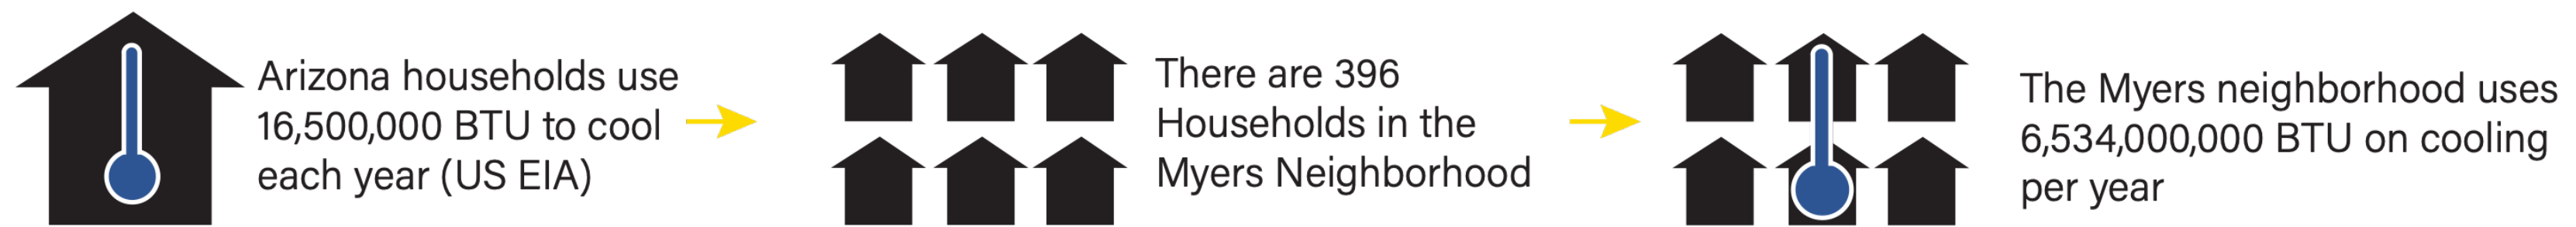 Arizona households use
16,500,000 BTU to cool
each year (US EIA)
There are 396
Households in the
Myers Neighborhood
The Myers neighborhood uses
6,534,000,000 BTU on cooling
per year